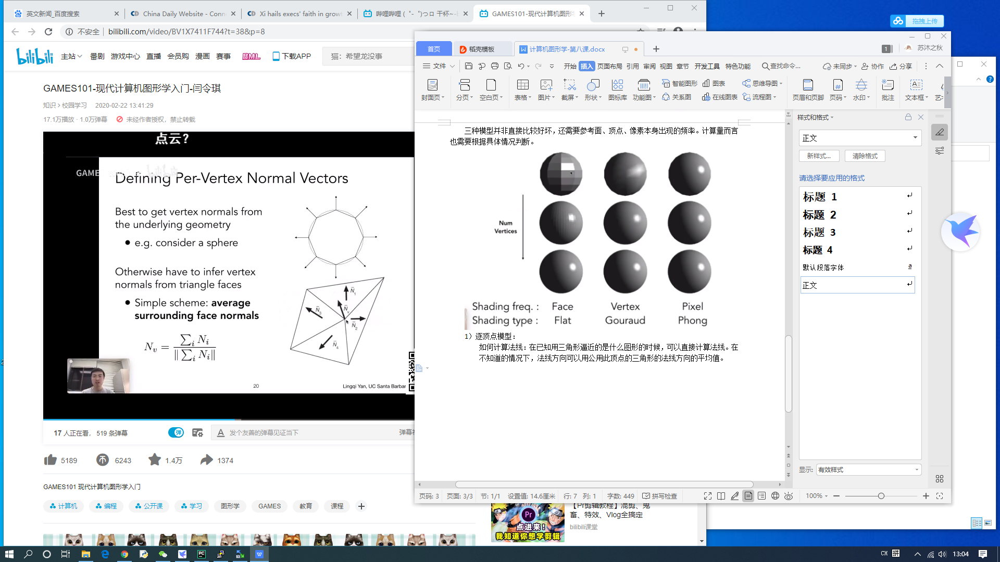 英文新闻_百度搜索
China Daily Website - Conn
Xi hails execs' faith in growt
哔哩哔哩 ( ゜- ゜)つロ 干杯~-
GAMES101-现代计算机图形
不安全 | bilibili.com/video/BV1X7411F744?t=38&p=8
bilibili
主站 番剧 游戏中心 直播 会员购 漫画 赛事 BML 下载APP
猫：希望龙没事
GAMES101-现代计算机图形学入门-闫令琪
知识 > 校园学习 2020-02-22 13:41:29
17.1万播放 · 1.0万弹幕 未经作者授权，禁止转载
点云？
GAME
Defining Per-Vertex Normal Vectors
Best to get vertex normals from
the underlying geometry
● e.g. consider a sphere
Otherwise have to infer vertex
normals from triangle faces
● Simple scheme: average
surrounding face normals
N_v = ∑_i N_i / ‖∑_i N_i‖
N₁
N_v
N₃
N₂
N₄
20
Lingqi Yan, UC Santa Barbar
17 人正在看， 519 条弹幕
弹
发个友善的弹幕见证当下
弹幕
5189
6243
1.4万
1374
GAMES101 现代计算机图形学入门
计算机 编程 公开课 学习 图形学 GAMES 教育 课程
【Pr剪辑教程】混剪、鬼
畜、特效、Vlog全搞定
bilibili课堂
Pr
点进来！
我知道你想学剪辑
拖拽上传
首页 稻壳模板 计算机图形学-第八课.docx
1 苏沐之秋
文件 开始 插入 页面布局 引用 审阅 视图 章节 开发工具 特色功能 查找命令... 未同步 协作 分享
封面页 分页 空白页 表格 图片 截屏 形状 图标库 功能图 智能图形 图表 关系图 在线图表 思维导图 流程图 页眉和页脚 页码 水印 批注 文本框 艺
三种模型并非直接比较好坏，还需要参考面、顶点、像素本身出现的频率。计算量而言
也需要根据具体情况判断。
Num
Vertices
Shading freq. : Face Vertex Pixel
Shading type : Flat Gouraud Phong
1）逐顶点模型：
如何计算法线：在已知用三角形逼近的是什么图形的时候，可以直接计算法线。在
不知道的情况下，法线方向可以用公用此顶点的三角形的法线方向的平均值。
样式和格式
正文
新样式... 清除格式
请选择要应用的格式
标题 1
标题 2
标题 3
标题 4
默认段落字体 a
正文
显示: 有效样式
页码: 3 页面: 3/3 节: 1/1 设置值: 14.6厘米 行: 7 列: 1 字数: 449 拼写检查 100%
CH 拼 13:04